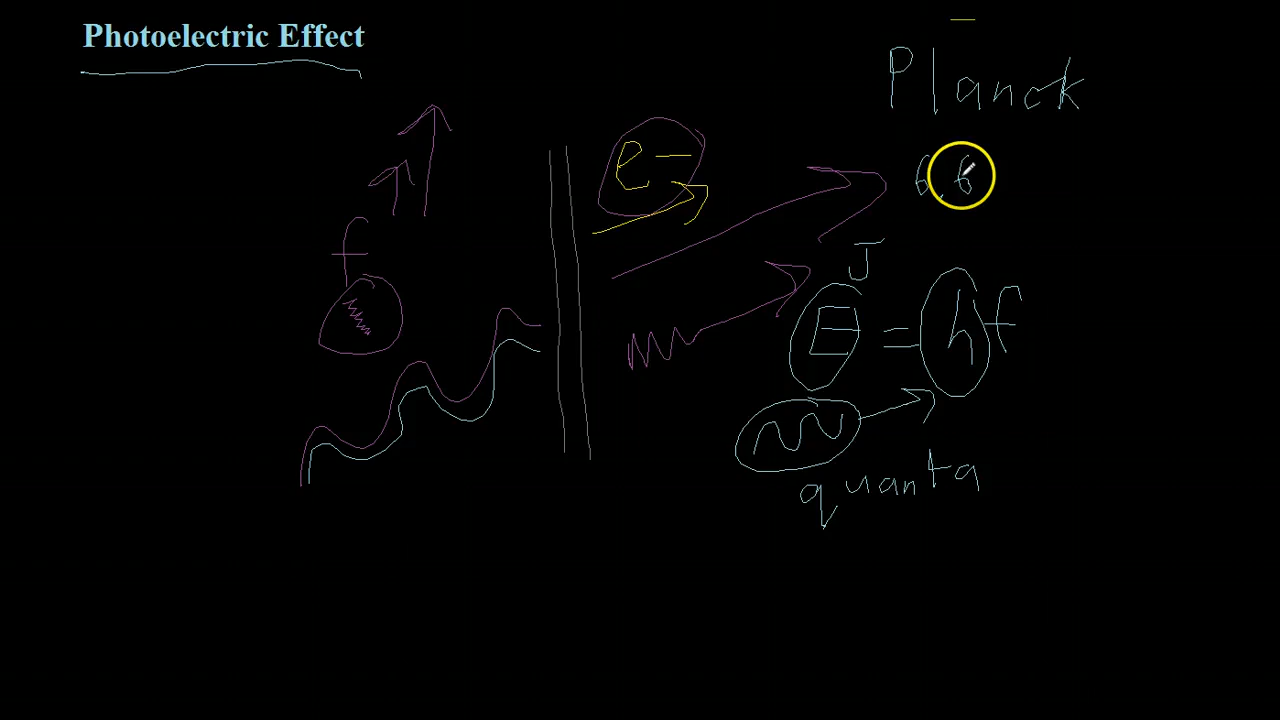 Photoelectric Effect
Planck
e-
6.6
f
J
E = hf
quanta